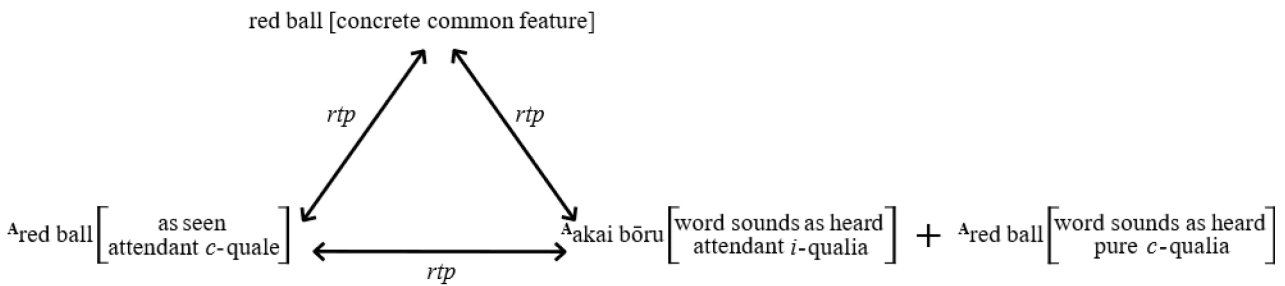 red ball [concrete common feature]
rtp rtp
ᴬred ball [as seen
attendant c-quale]
ᴬakai bōru [word sounds as heard
attendant i-qualia]
+
ᴬred ball [word sounds as heard
pure c-qualia]
rtp